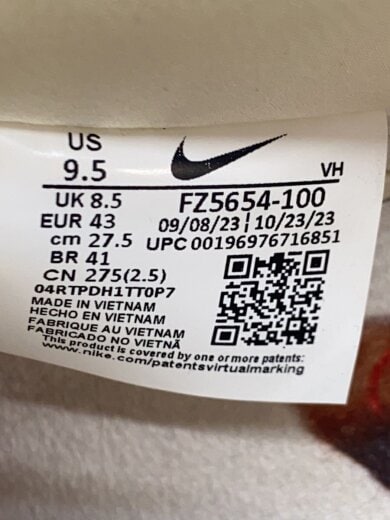 US
9.5
VH
UK 8.5
FZ5654-100
EUR 43
09/08/23 | 10/23/23
cm 27.5
UPC 00196976716851
BR 41
CN 275(2.5)
04RTPDH1TT0P7
MADE IN VIETNAM
HECHO EN VIETNAM
FABRIQUE AU VIETNAM
FABRICADO NO VIETNÃ
This product is covered by one or more patents:
www.nike.com/patentsvirtualmarking